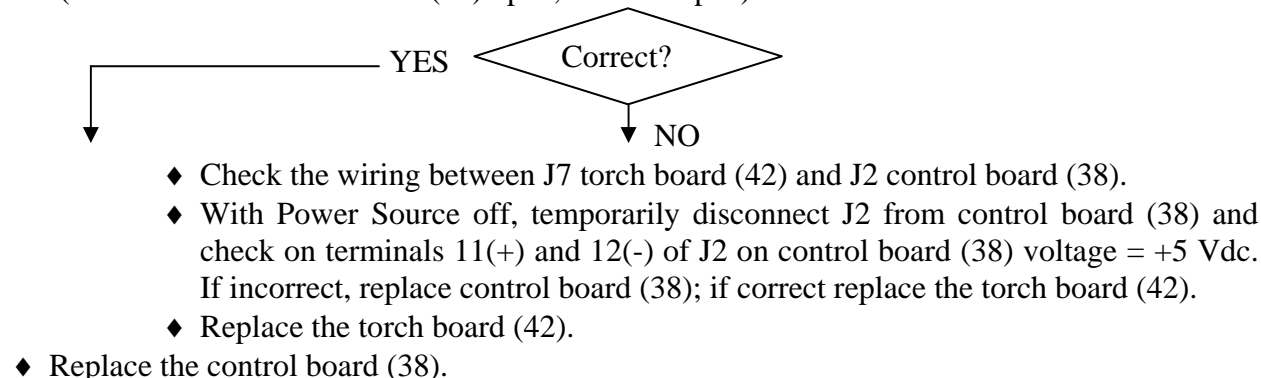 YES Correct?
NO
♦ Check the wiring between J7 torch board (42) and J2 control board (38).
♦ With Power Source off, temporarily disconnect J2 from control board (38) and
check on terminals 11(+) and 12(-) of J2 on control board (38) voltage = +5 Vdc.
If incorrect, replace control board (38); if correct replace the torch board (42).
♦ Replace the torch board (42).
♦ Replace the control board (38).